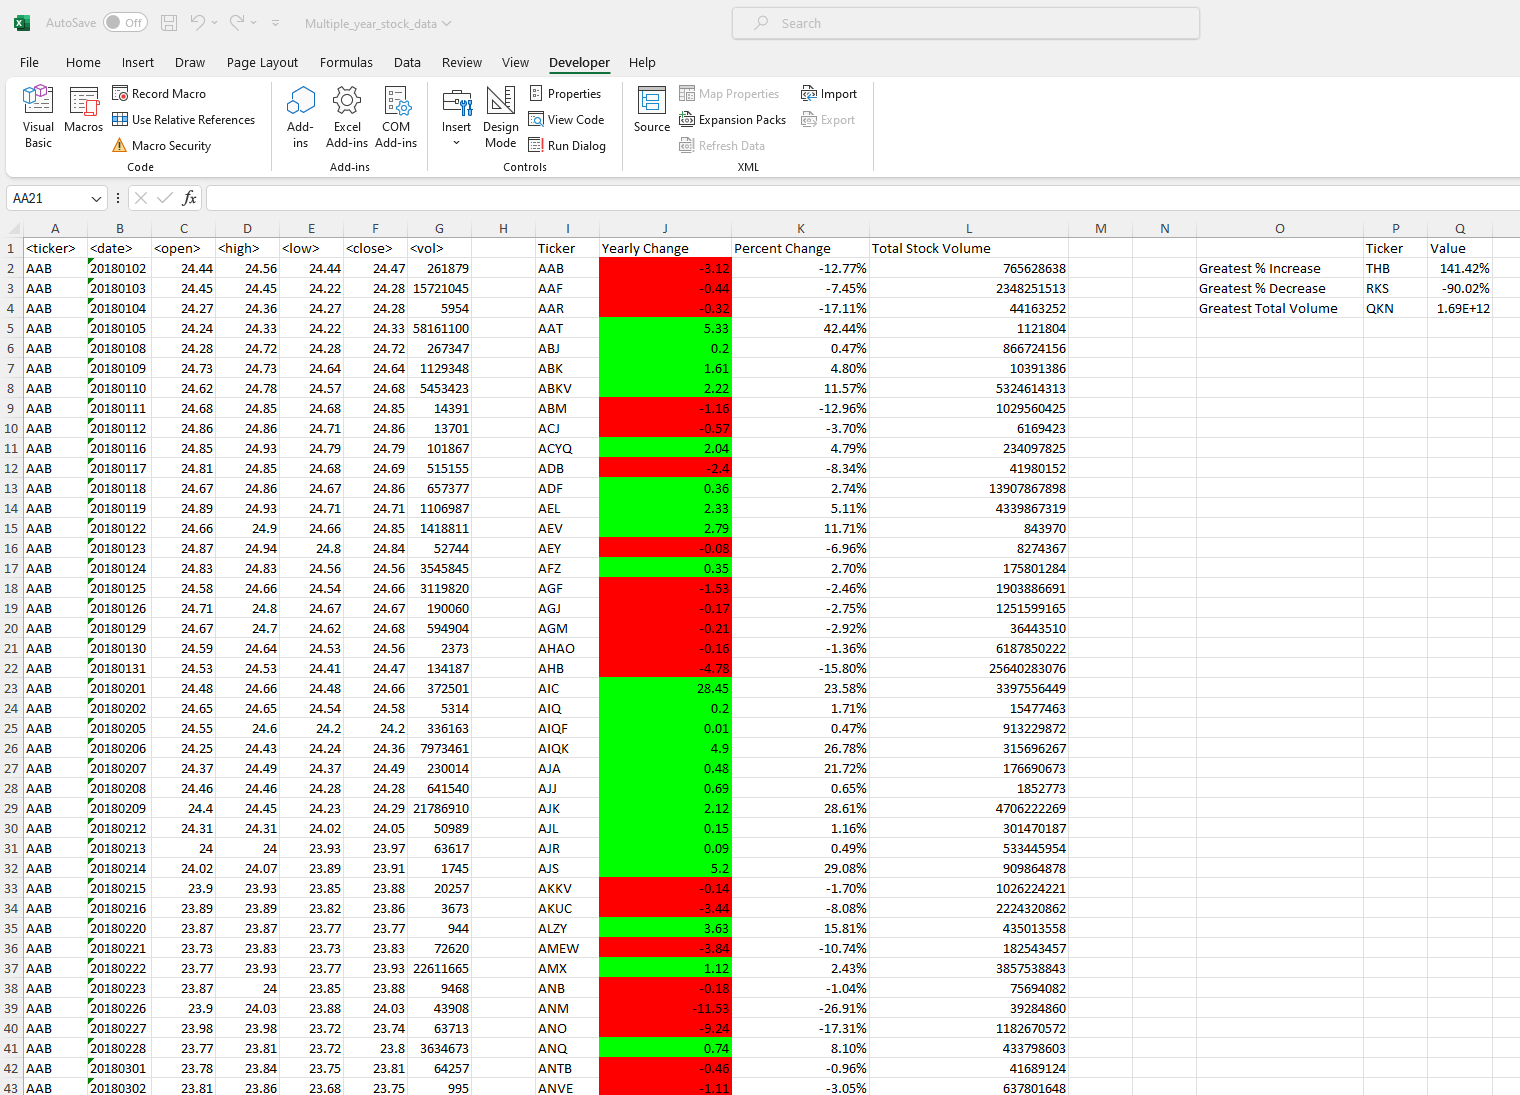 AutoSave Off Multiple_year_stock_data Search
File Home Insert Draw Page Layout Formulas Data Review View Developer Help
Visual Basic Macros Record Macro Use Relative References Macro Security Code
Add-ins Excel Add-ins COM Add-ins Add-ins
Insert Design Mode Properties View Code Run Dialog Controls
Source Map Properties Expansion Packs Refresh Data Import Export XML
AA21 fx
A B C D E F G H I J K L M N O P Q
1 <ticker> <date> <open> <high> <low> <close> <vol> Ticker Yearly Change Percent Change Total Stock Volume Ticker Value
2 AAB 20180102 24.44 24.56 24.44 24.47 261879 AAB -3.12 -12.77% 765628638 Greatest % Increase THB 141.42%
3 AAB 20180103 24.45 24.45 24.22 24.28 15721045 AAF -0.44 -7.45% 2348251513 Greatest % Decrease RKS -90.02%
4 AAB 20180104 24.27 24.36 24.27 24.28 5954 AAR -0.32 -17.11% 44163252 Greatest Total Volume QKN 1.69E+12
5 AAB 20180105 24.24 24.33 24.22 24.33 58161100 AAT 5.33 42.44% 1121804
6 AAB 20180108 24.28 24.72 24.28 24.72 267347 ABJ 0.2 0.47% 866724156
7 AAB 20180109 24.73 24.73 24.64 24.64 1129348 ABK 1.61 4.80% 10391386
8 AAB 20180110 24.62 24.78 24.57 24.68 5453423 ABKV 2.22 11.57% 5324614313
9 AAB 20180111 24.68 24.85 24.68 24.85 14391 ABM -1.16 -12.96% 1029560425
10 AAB 20180112 24.86 24.86 24.71 24.86 13701 ACJ -0.57 -3.70% 6169423
11 AAB 20180116 24.85 24.93 24.79 24.79 101867 ACYQ 2.04 4.79% 234097825
12 AAB 20180117 24.81 24.85 24.68 24.69 515155 ADB -2.4 -8.34% 41980152
13 AAB 20180118 24.67 24.86 24.67 24.86 657377 ADF 0.36 2.74% 13907867898
14 AAB 20180119 24.89 24.93 24.71 24.71 1106987 AEL 2.33 5.11% 4339867319
15 AAB 20180122 24.66 24.9 24.66 24.85 1418811 AEV 2.79 11.71% 843970
16 AAB 20180123 24.87 24.94 24.8 24.84 52744 AEY -0.08 -6.96% 8274367
17 AAB 20180124 24.83 24.83 24.56 24.56 3545845 AFZ 0.35 2.70% 175801284
18 AAB 20180125 24.58 24.66 24.54 24.66 3119820 AGF -1.53 -2.46% 1903886691
19 AAB 20180126 24.71 24.8 24.67 24.67 190060 AGJ -0.17 -2.75% 1251599165
20 AAB 20180129 24.67 24.7 24.62 24.68 594904 AGM -0.21 -2.92% 36443510
21 AAB 20180130 24.59 24.64 24.53 24.56 2373 AHAO -0.16 -1.36% 6187850222
22 AAB 20180131 24.53 24.53 24.41 24.47 134187 AHB -4.78 -15.80% 25640283076
23 AAB 20180201 24.48 24.66 24.48 24.66 372501 AIC 28.45 23.58% 3397556449
24 AAB 20180202 24.65 24.65 24.54 24.58 5314 AIQ 0.2 1.71% 15477463
25 AAB 20180205 24.55 24.6 24.2 24.2 336163 AIQF 0.01 0.47% 913229872
26 AAB 20180206 24.25 24.43 24.24 24.36 7973461 AIQK 4.9 26.78% 315696267
27 AAB 20180207 24.37 24.49 24.37 24.49 230014 AJA 0.48 21.72% 176690673
28 AAB 20180208 24.46 24.46 24.28 24.28 641540 AJJ 0.69 0.65% 1852773
29 AAB 20180209 24.4 24.45 24.23 24.29 21786910 AJK 2.12 28.61% 4706222269
30 AAB 20180212 24.31 24.31 24.02 24.05 50989 AJL 0.15 1.16% 301470187
31 AAB 20180213 24 24 23.93 23.97 63617 AJR 0.09 0.49% 533445954
32 AAB 20180214 24.02 24.07 23.89 23.91 1745 AJS 5.2 29.08% 909864878
33 AAB 20180215 23.9 23.93 23.85 23.88 20257 AKKV -0.14 -1.70% 1026224221
34 AAB 20180216 23.89 23.89 23.82 23.86 3673 AKUC -3.44 -8.08% 2224320862
35 AAB 20180220 23.87 23.87 23.77 23.77 944 ALZY 3.63 15.81% 435013558
36 AAB 20180221 23.73 23.83 23.73 23.83 72620 AMEW -3.84 -10.74% 182543457
37 AAB 20180222 23.77 23.93 23.77 23.93 22611665 AMX 1.12 2.43% 3857538843
38 AAB 20180223 23.87 24 23.85 23.88 9468 ANB -0.18 -1.04% 75694082
39 AAB 20180226 23.9 24.03 23.88 24.03 43908 ANM -11.53 -26.91% 39284860
40 AAB 20180227 23.98 23.98 23.72 23.74 63713 ANO -9.24 -17.31% 1182670572
41 AAB 20180228 23.77 23.81 23.72 23.8 3634673 ANQ 0.74 8.10% 433798603
42 AAB 20180301 23.78 23.84 23.75 23.81 64257 ANTB -0.46 -0.96% 41689124
43 AAB 20180302 23.81 23.86 23.68 23.75 995 ANVE -1.11 -3.05% 637801648